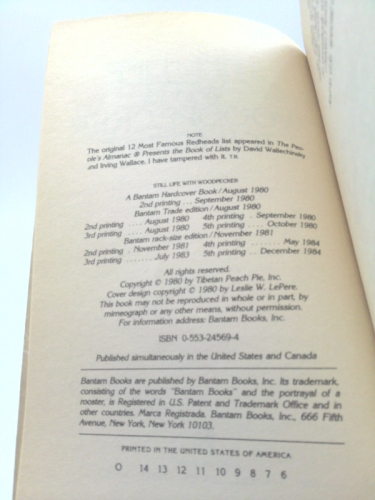 NOTE
The original 12 Most Famous Redheads list appeared in The Peo-
ple's Almanac ® Presents the Book of Lists by David Wallechinsky
and Irving Wallace. I have tampered with it. T.R.
STILL LIFE WITH WOODPECKER
A Bantam Hardcover Book / August 1980
2nd printing ... September 1980
Bantam Trade edition / August 1980
2nd printing .... August 1980 4th printing . September 1980
3rd printing ..... August 1980 5th printing .... October 1980
Bantam rack-size edition / November 1981
2nd printing . November 1981 4th printing ....... May 1984
3rd printing ....... July 1983 5th printing ... December 1984
All rights reserved.
Copyright © 1980 by Tibetan Peach Pie, Inc.
Cover design copyright © 1980 by Leslie W. LePere.
This book may not be reproduced in whole or in part, by
mimeograph or any other means, without permission.
For information address: Bantam Books, Inc.
ISBN 0-553-24569-4
Published simultaneously in the United States and Canada
Bantam Books are published by Bantam Books, Inc. Its trademark,
consisting of the words "Bantam Books" and the portrayal of a
rooster, is Registered in U.S. Patent and Trademark Office and in
other countries. Marca Registrada. Bantam Books, Inc., 666 Fifth
Avenue, New York, New York 10103.
PRINTED IN THE UNITED STATES OF AMERICA
O 14 13 12 11 10 9 8 7 6